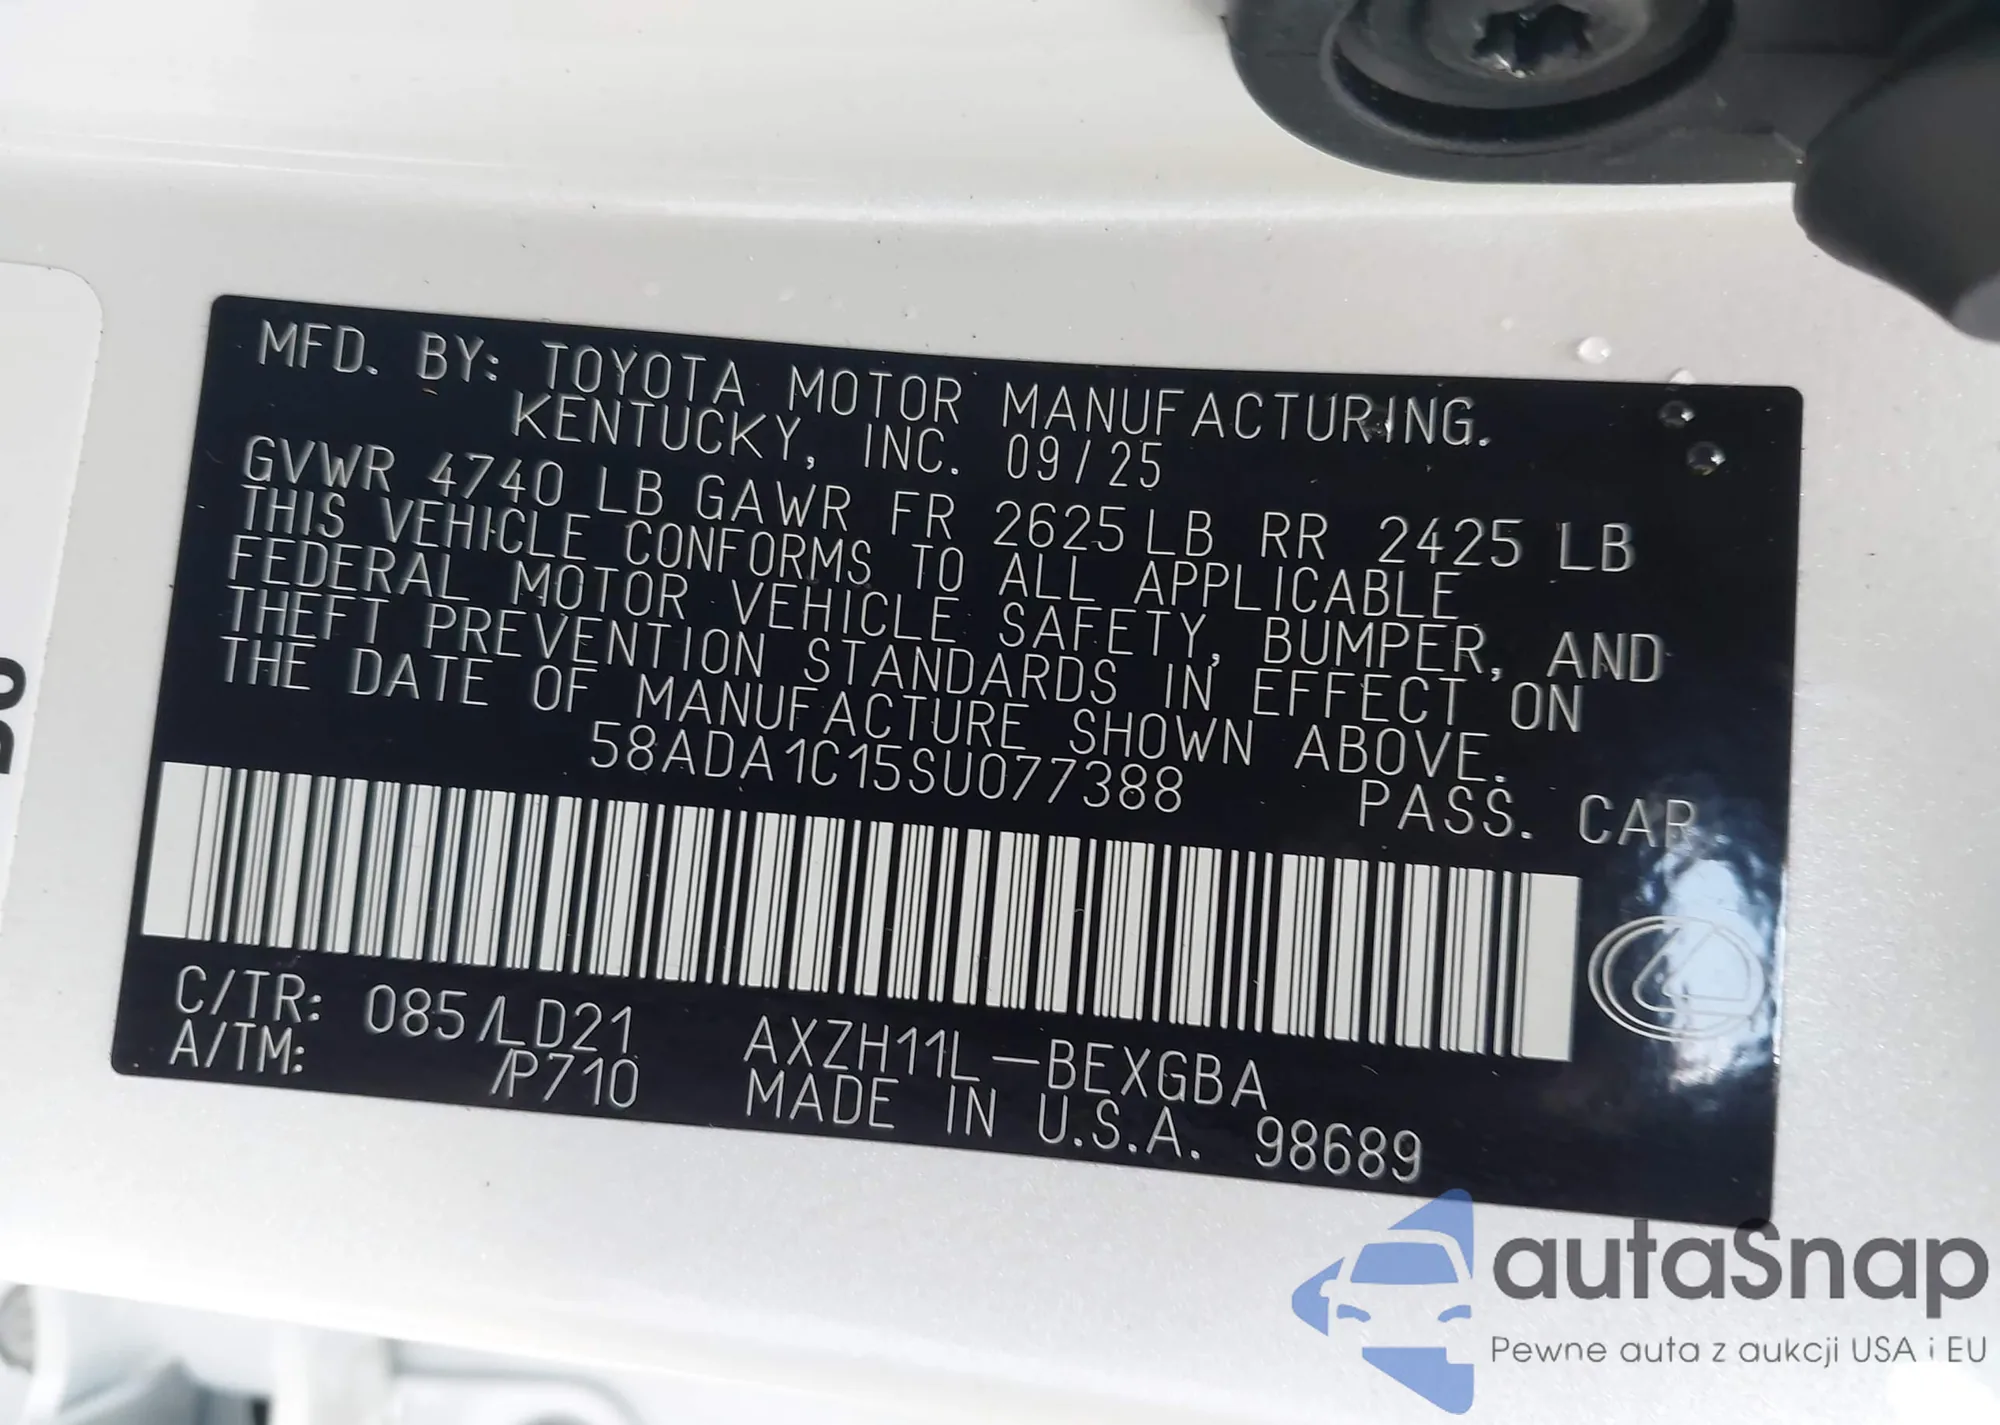 MFD. BY: TOYOTA MOTOR MANUFACTURING.
KENTUCKY, INC. 09/25
GVWR 4740 LB GAWR FR 2625 LB RR 2425 LB
THIS VEHICLE CONFORMS TO ALL APPLICABLE
FEDERAL MOTOR VEHICLE SAFETY, BUMPER, AND
THEFT PREVENTION STANDARDS IN EFFECT ON
THE DATE OF MANUFACTURE SHOWN ABOVE.
58ADA1C15SU077388 PASS. CAR
C/TR: 085/LD21 AXZH11L-BEXGBA
A/TM: /P710 MADE IN U.S.A. 98689
autoSnap
Pewne auta z aukcji USA i EU